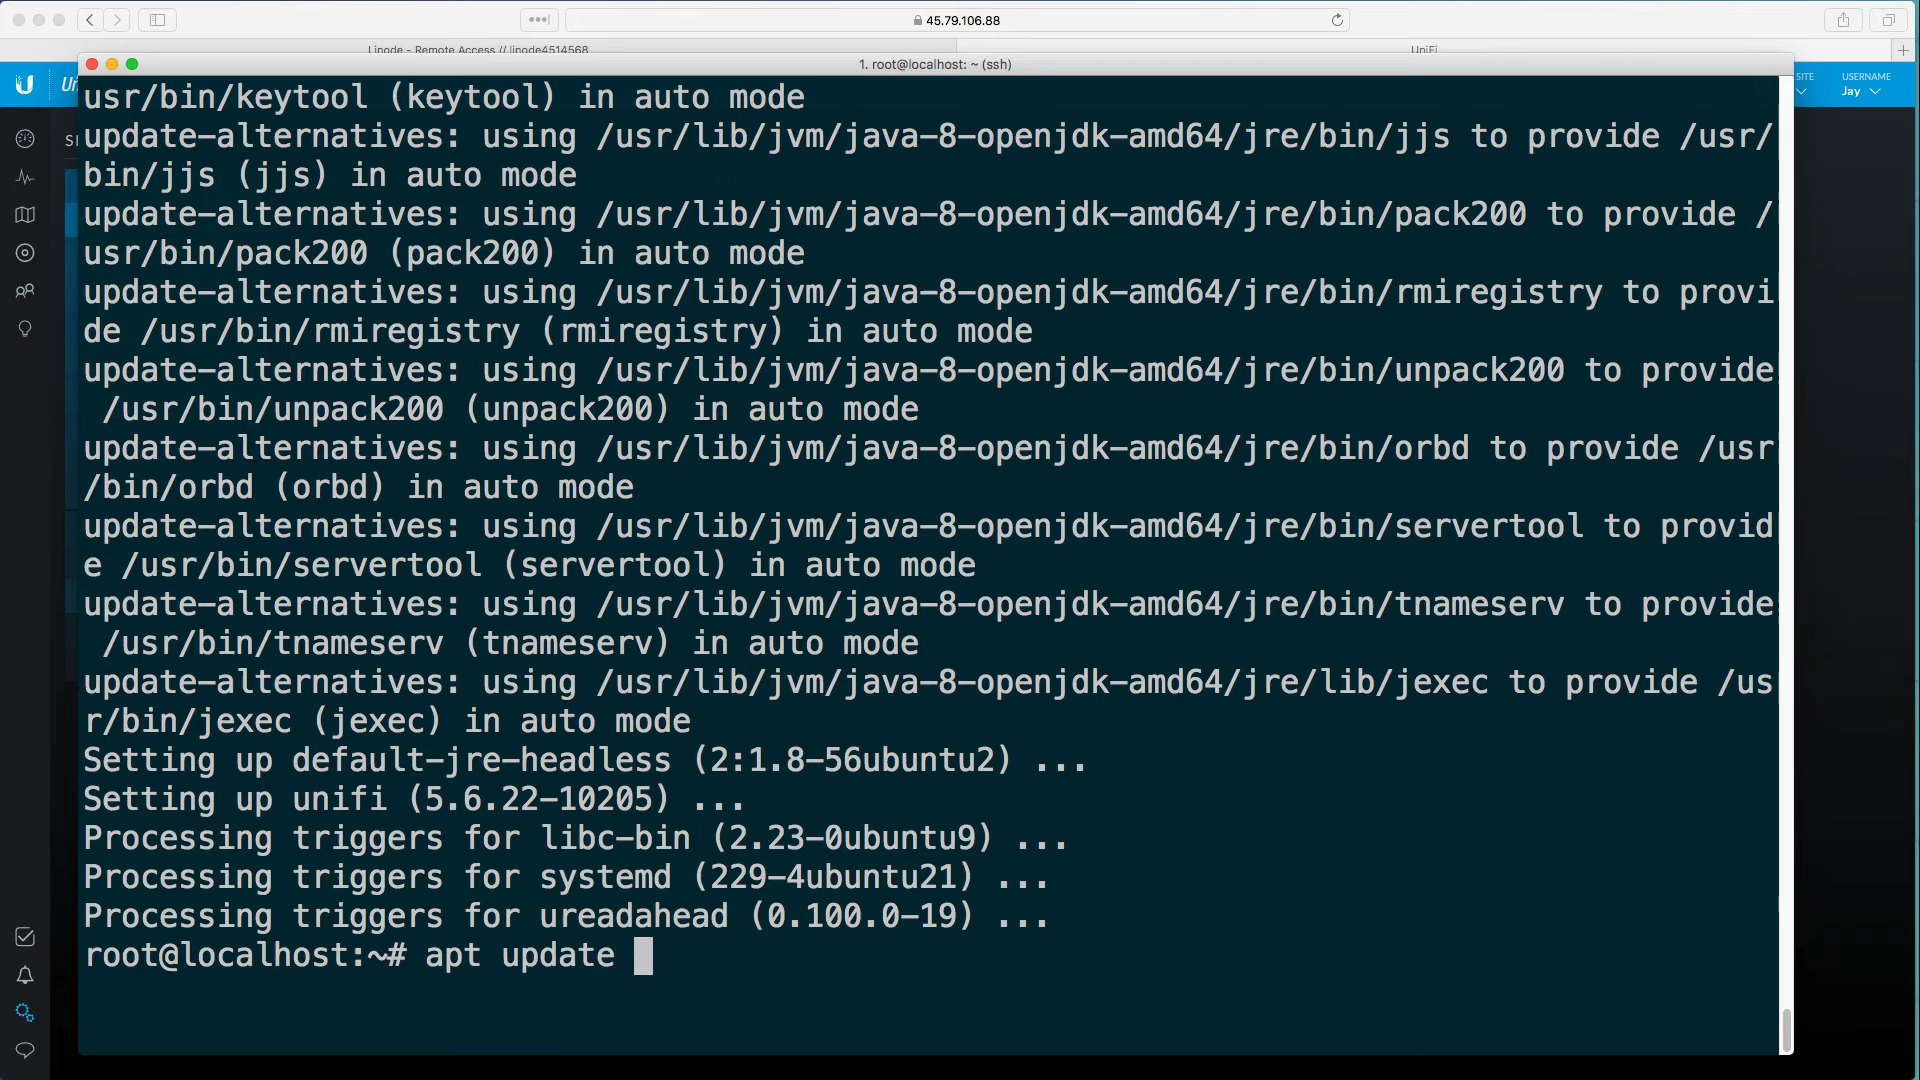 45.79.106.88
Linode - Remote Access // linode4514568
UniFi
1. root@localhost: ~ (ssh)
SITE
USERNAME
Jay
usr/bin/keytool (keytool) in auto mode
update-alternatives: using /usr/lib/jvm/java-8-openjdk-amd64/jre/bin/jjs to provide /usr/
bin/jjs (jjs) in auto mode
update-alternatives: using /usr/lib/jvm/java-8-openjdk-amd64/jre/bin/pack200 to provide /
usr/bin/pack200 (pack200) in auto mode
update-alternatives: using /usr/lib/jvm/java-8-openjdk-amd64/jre/bin/rmiregistry to provi
de /usr/bin/rmiregistry (rmiregistry) in auto mode
update-alternatives: using /usr/lib/jvm/java-8-openjdk-amd64/jre/bin/unpack200 to provide
 /usr/bin/unpack200 (unpack200) in auto mode
update-alternatives: using /usr/lib/jvm/java-8-openjdk-amd64/jre/bin/orbd to provide /usr
/bin/orbd (orbd) in auto mode
update-alternatives: using /usr/lib/jvm/java-8-openjdk-amd64/jre/bin/servertool to provid
e /usr/bin/servertool (servertool) in auto mode
update-alternatives: using /usr/lib/jvm/java-8-openjdk-amd64/jre/bin/tnameserv to provide
 /usr/bin/tnameserv (tnameserv) in auto mode
update-alternatives: using /usr/lib/jvm/java-8-openjdk-amd64/jre/lib/jexec to provide /us
r/bin/jexec (jexec) in auto mode
Setting up default-jre-headless (2:1.8-56ubuntu2) ...
Setting up unifi (5.6.22-10205) ...
Processing triggers for libc-bin (2.23-0ubuntu9) ...
Processing triggers for systemd (229-4ubuntu21) ...
Processing triggers for ureadahead (0.100.0-19) ...
root@localhost:~# apt update